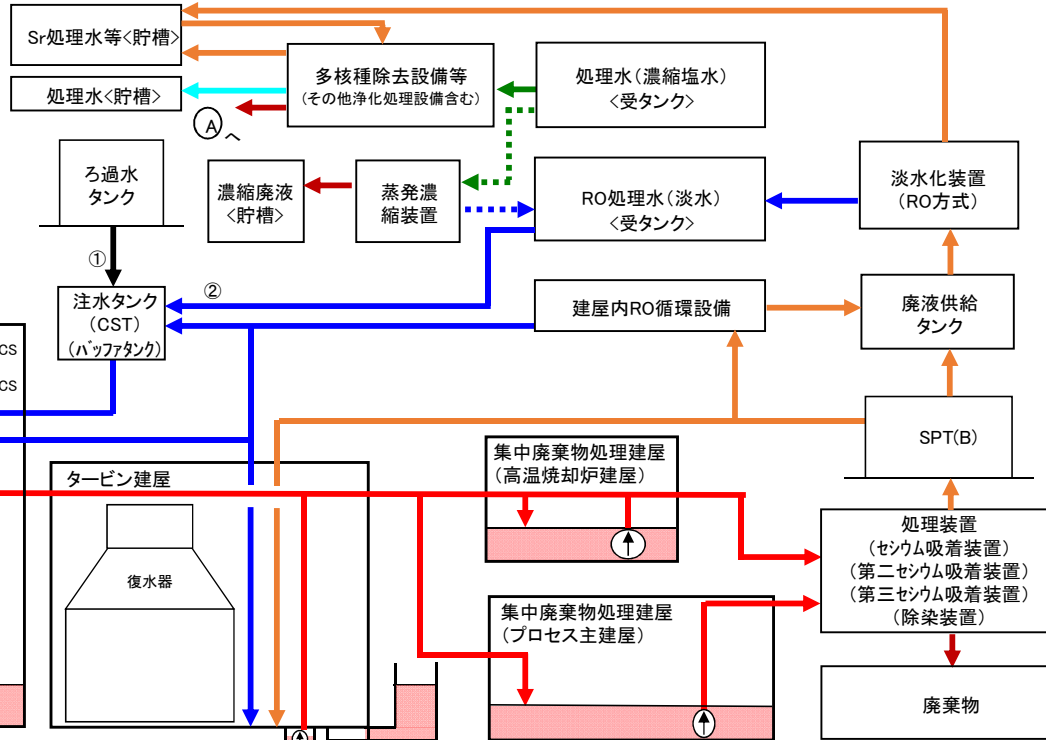 Sr処理水等<貯槽>
処理水<貯槽>
多核種除去設備等
(その他浄化処理設備含む)
処理水(濃縮塩水)
<受タンク>
Aへ
ろ過水
タンク
濃縮廃液
<貯槽>
蒸発濃
縮装置
RO処理水(淡水)
<受タンク>
淡水化装置
(RO方式)
①
②
注水タンク
(CST)
(バッファタンク)
建屋内RO循環設備
廃液供給
タンク
CS
CS
SPT(B)
タービン建屋
復水器
集中廃棄物処理建屋
(高温焼却炉建屋)
処理装置
(セシウム吸着装置)
(第二セシウム吸着装置)
(第三セシウム吸着装置)
(除染装置)
集中廃棄物処理建屋
(プロセス主建屋)
廃棄物